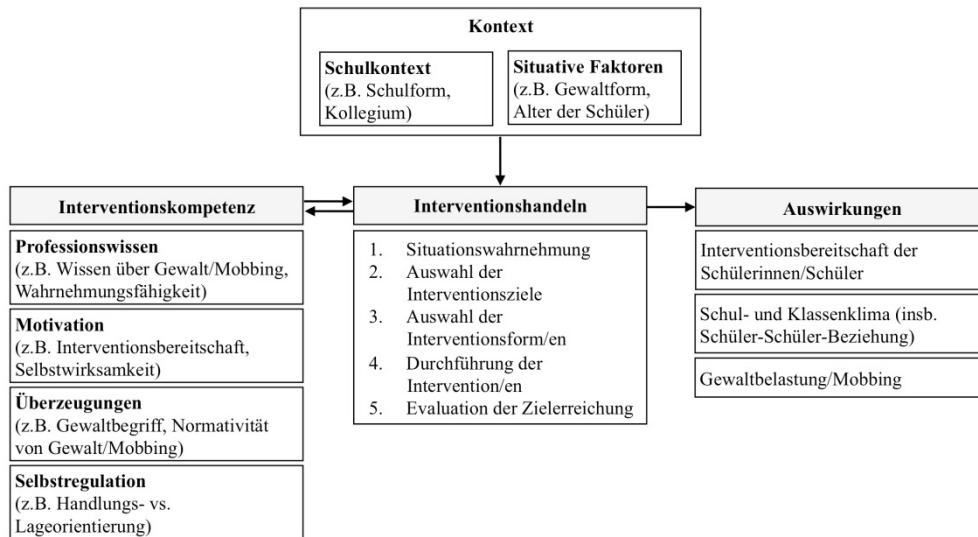 Kontext
Schulkontext
(z.B. Schulform,
Kollegium)
Situative Faktoren
(z.B. Gewaltform,
Alter der Schüler)
Interventionskompetenz
Professionswissen
(z.B. Wissen über Gewalt/Mobbing,
Wahrnehmungsfähigkeit)
Motivation
(z.B. Interventionsbereitschaft,
Selbstwirksamkeit)
Überzeugungen
(z.B. Gewaltbegriff, Normativität
von Gewalt/Mobbing)
Selbstregulation
(z.B. Handlungs- vs.
Lageorientierung)
Interventionshandeln
1. Situationswahrnehmung
2. Auswahl der
Interventionsziele
3. Auswahl der
Interventionsform/en
4. Durchführung der
Intervention/en
5. Evaluation der Zielerreichung
Auswirkungen
Interventionsbereitschaft der
Schülerinnen/Schüler
Schul- und Klassenklima (insb.
Schüler-Schüler-Beziehung)
Gewaltbelastung/Mobbing